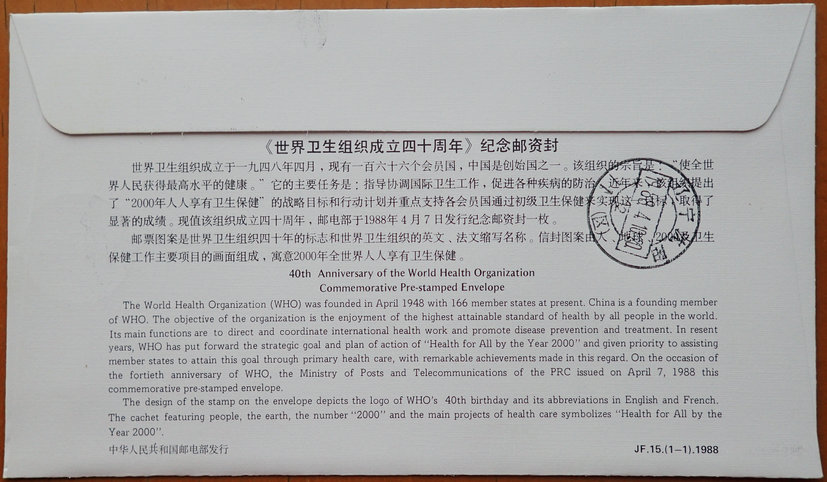 《世界卫生组织成立四十周年》纪念邮资封
世界卫生组织成立于一九四八年四月，现有一百六十六个会员国，中国是创始国之一。该组织的宗旨是：“使全世
界人民获得最高水平的健康。”它的主要任务是：指导协调国际卫生工作，促进各种疾病的防治。近年来，该组织提出
了“2000年人人享有卫生保健”的战略目标和行动计划并重点支持各会员国通过初级卫生保健来实现这一目标，取得了
显著的成绩。现值该组织成立四十周年，邮电部于1988年4月7日发行纪念邮资封一枚。
邮票图案是世界卫生组织四十年的标志和世界卫生组织的英文、法文缩写名称。信封图案由人、地球、2000及卫生
保健工作主要项目的画面组成，寓意2000年全世界人人享有卫生保健。
40th Anniversary of the World Health Organization
Commemorative Pre-stamped Envelope
The World Health Organization (WHO) was founded in April 1948 with 166 member states at present. China is a founding member
of WHO. The objective of the organization is the enjoyment of the highest attainable standard of health by all people in the world.
Its main functions are to direct and coordinate international health work and promote disease prevention and treatment. In resent
years, WHO has put forward the strategic goal and plan of action of “Health for All by the Year 2000” and given priority to assisting
member states to attain this goal through primary health care, with remarkable achievements made in this regard. On the occasion of
the fortieth anniversary of WHO, the Ministry of Posts and Telecommunications of the PRC issued on April 7, 1988 this
commemorative pre-stamped envelope.
The design of the stamp on the envelope depicts the logo of WHO's 40th birthday and its abbreviations in English and French.
The cachet featuring people, the earth, the number “2000” and the main projects of health care symbolizes “Health for All by the
Year 2000”.
中华人民共和国邮电部发行
JF.15.(1-1).1988